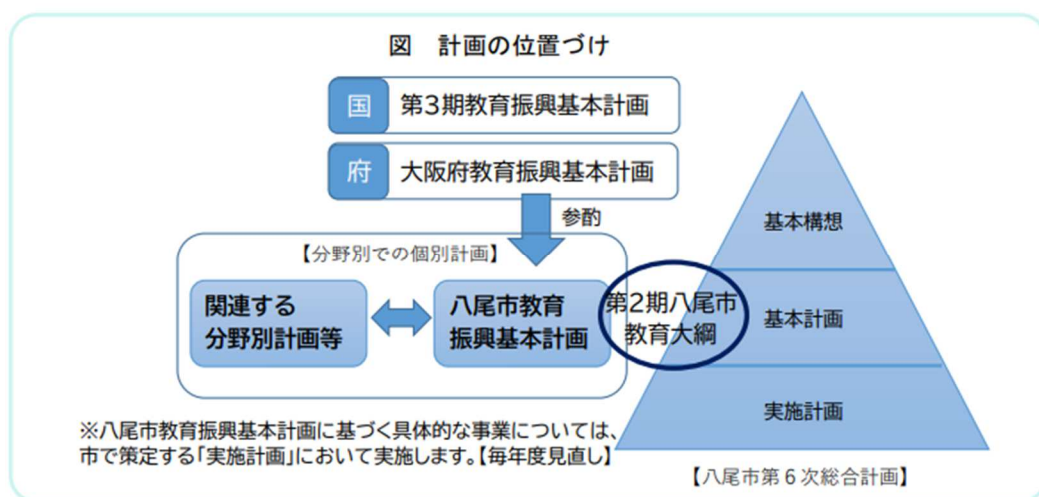 図 計画の位置づけ
国 第3期教育振興基本計画
府 大阪府教育振興基本計画
参酌
【分野別での個別計画】
関連する
分野別計画等
八尾市教育
振興基本計画
第2期八尾市
教育大綱
基本構想
基本計画
実施計画
※八尾市教育振興基本計画に基づく具体的な事業については、
市で策定する「実施計画」において実施します。【毎年度見直し】
【八尾市第6次総合計画】